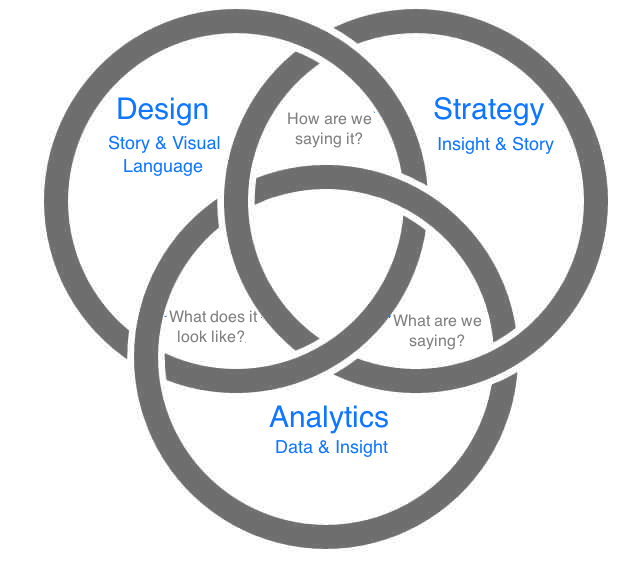 Design
Story & Visual
Language
How are we
saying it?
Strategy
Insight & Story
What does it
look like?
What are we
saying?
Analytics
Data & Insight